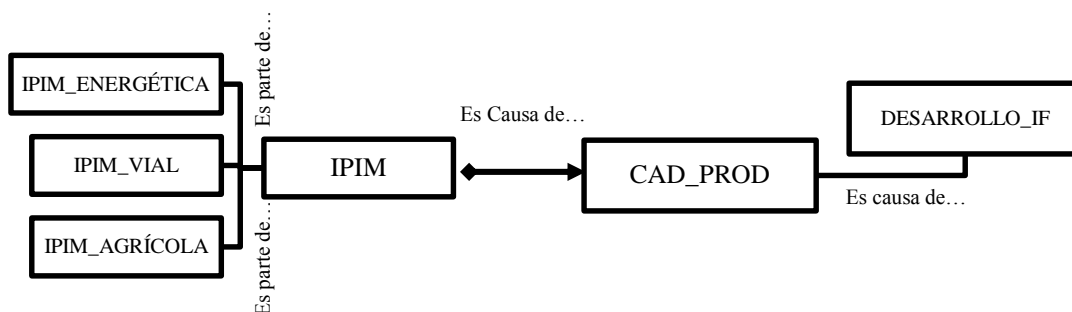 Es parte de…
IPIM_ENERGÉTICA
IPIM_VIAL
IPIM_AGRÍCOLA
Es parte de…
IPIM
Es Causa de…
CAD_PROD
DESARROLLO_IF
Es causa de…